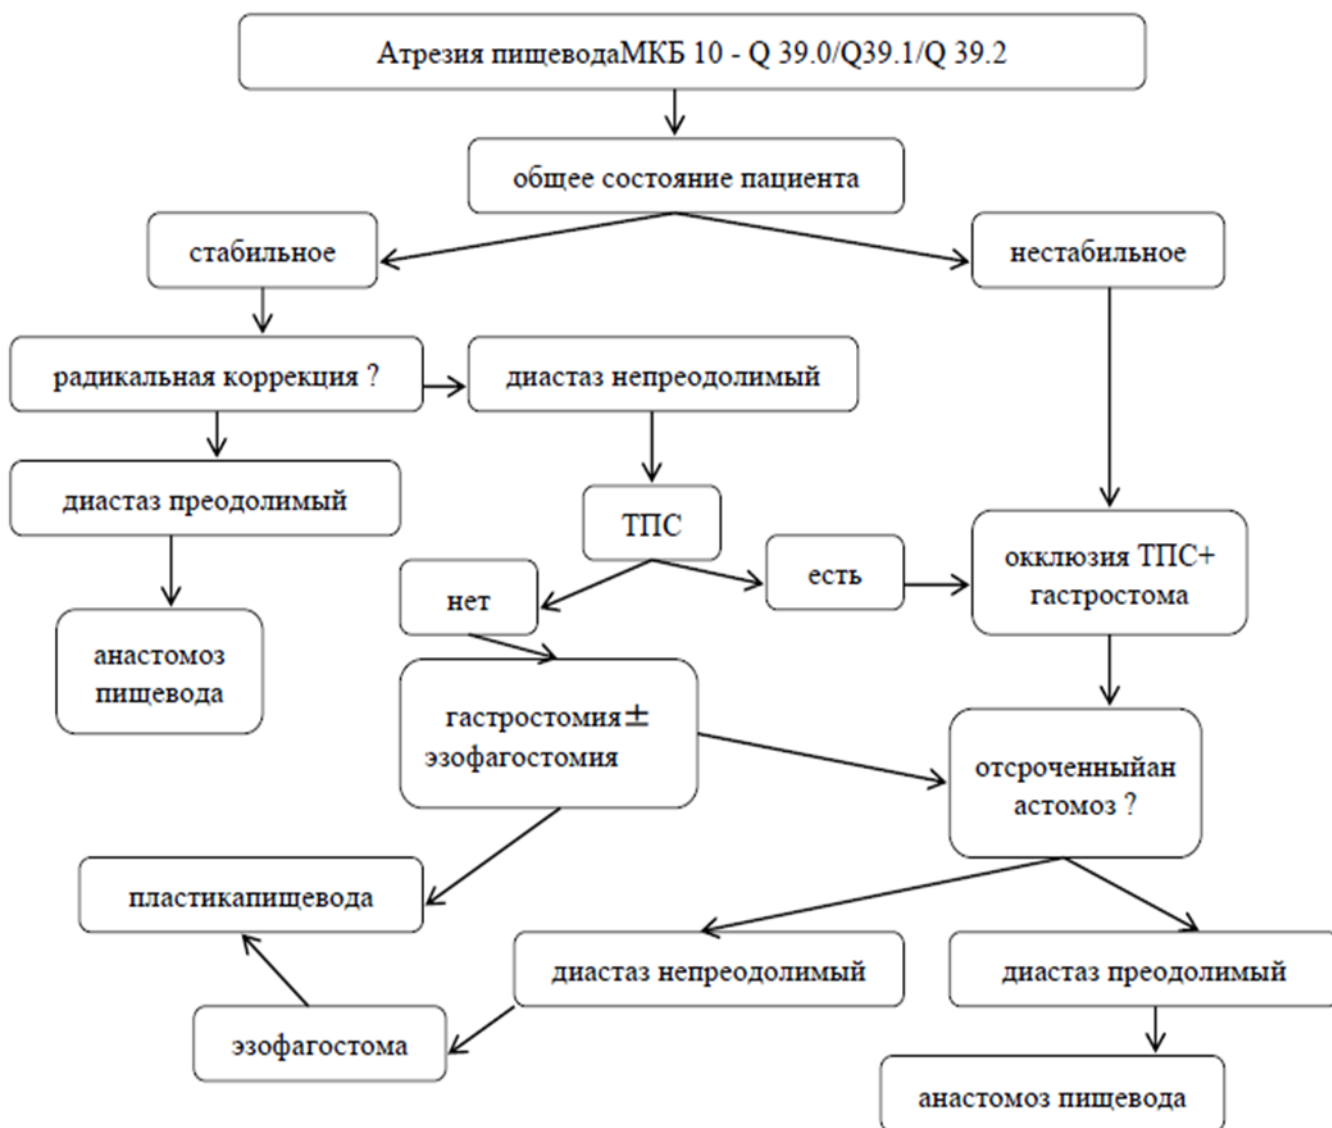 Атрезия пищеводаМКБ 10 - Q 39.0/Q39.1/Q 39.2
общее состояние пациента
стабильное
нестабильное
радикальная коррекция ?
диастаз непреодолимый
диастаз преодолимый
ТПС
нет
есть
окклюзия ТПС+
гастростома
анастомоз
пищевода
гастростомия±
эзофагостомия
отсроченныйан
астомоз ?
пластикапищевода
диастаз непреодолимый
диастаз преодолимый
эзофагостома
анастомоз пищевода